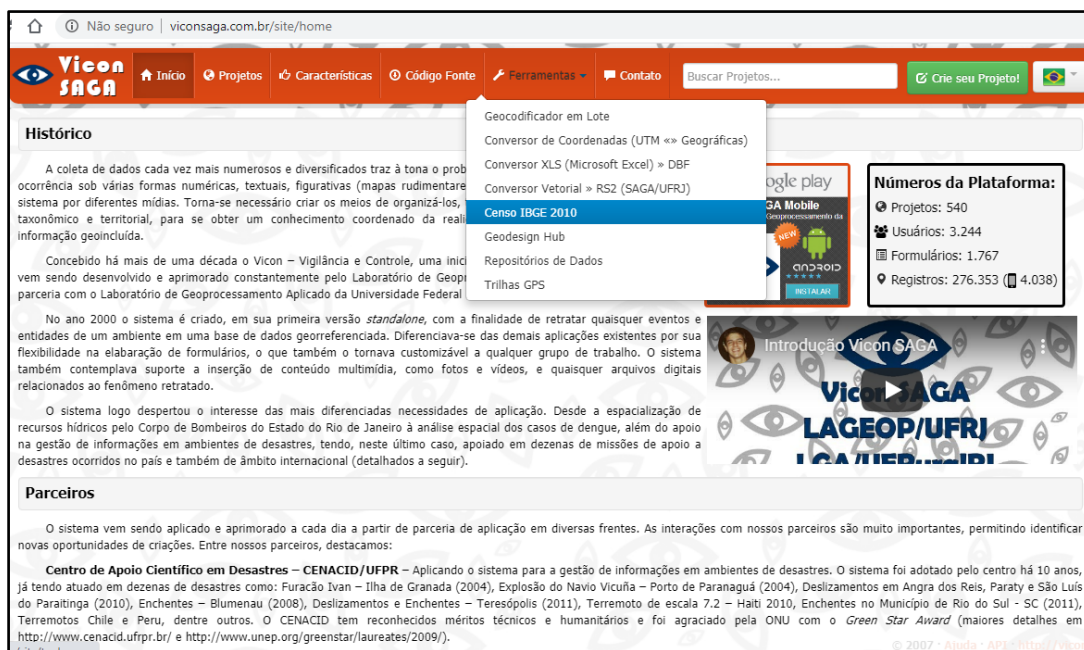 Não seguro | viconsaga.com.br/site/home
Vicon SAGA
Início
Projetos
Características
Código Fonte
Ferramentas
Contato
Buscar Projetos...
Crie seu Projeto!
Geocodificador em Lote
Conversor de Coordenadas (UTM «» Geográficas)
Conversor XLS (Microsoft Excel) » DBF
Conversor Vetorial » RS2 (SAGA/UFRJ)
Censo IBGE 2010
Geodesign Hub
Repositórios de Dados
Trilhas GPS
Histórico
A coleta de dados cada vez mais numerosos e diversificados traz à tona o prob
ocorrência sob várias formas numéricas, textuais, figurativas (mapas rudimentare
sistema por diferentes mídias. Torna-se necessário criar os meios de organizá-los,
taxonômico e territorial, para se obter um conhecimento coordenado da reali
informação geoincluída.
Concebido há mais de uma década o Vicon – Vigilância e Controle, uma inici
vem sendo desenvolvido e aprimorado constantemente pelo Laboratório de Geopr
parceria com o Laboratório de Geoprocessamento Aplicado da Universidade Federal
No ano 2000 o sistema é criado, em sua primeira versão standalone, com a finalidade de retratar quaisquer eventos e
entidades de um ambiente em uma base de dados georreferenciada. Diferenciava-se das demais aplicações existentes por sua
flexibilidade na elabaração de formulários, o que também o tornava customizável a qualquer grupo de trabalho. O sistema
também contemplava suporte a inserção de conteúdo multimídia, como fotos e vídeos, e quaisquer arquivos digitais
relacionados ao fenômeno retratado.
O sistema logo despertou o interesse das mais diferenciadas necessidades de aplicação. Desde a espacialização de
recursos hídricos pelo Corpo de Bombeiros do Estado do Rio de Janeiro à análise espacial dos casos de dengue, além do apoio
na gestão de informações em ambientes de desastres, tendo, neste último caso, apoiado em dezenas de missões de apoio a
desastres ocorridos no país e também de âmbito internacional (detalhados a seguir).
ogle play
GA Mobile
Geoprocessamento da
NEW
ANDROID
INSTALAR
Números da Plataforma:
Projetos: 540
Usuários: 3.244
Formulários: 1.767
Registros: 276.353 (4.038)
Introdução Vicon SAGA
Vicon SAGA
LAGEOP/UFRJ
LGA/UFRuralRJ
Parceiros
O sistema vem sendo aplicado e aprimorado a cada dia a partir de parceria de aplicação em diversas frentes. As interações com nossos parceiros são muito importantes, permitindo identificar
novas oportunidades de criações. Entre nossos parceiros, destacamos:
Centro de Apoio Científico em Desastres – CENACID/UFPR – Aplicando o sistema para a gestão de informações em ambientes de desastres. O sistema foi adotado pelo centro há 10 anos,
já tendo atuado em dezenas de desastres como: Furacão Ivan – Ilha de Granada (2004), Explosão do Navio Vicuña – Porto de Paranaguá (2004), Deslizamentos em Angra dos Reis, Paraty e São Luís
do Paraitinga (2010), Enchentes – Blumenau (2008), Deslizamentos e Enchentes – Teresópolis (2011), Terremoto de escala 7.2 – Haiti 2010, Enchentes no Município de Rio do Sul - SC (2011),
Terremotos Chile e Peru, dentre outros. O CENACID tem reconhecidos méritos técnicos e humanitários e foi agraciado pela ONU com o Green Star Award (maiores detalhes em
http://www.cenacid.ufrpr.br/ e http://www.unep.org/greenstar/laureates/2009/).
© 2007 · Ajuda · API · http://vicon